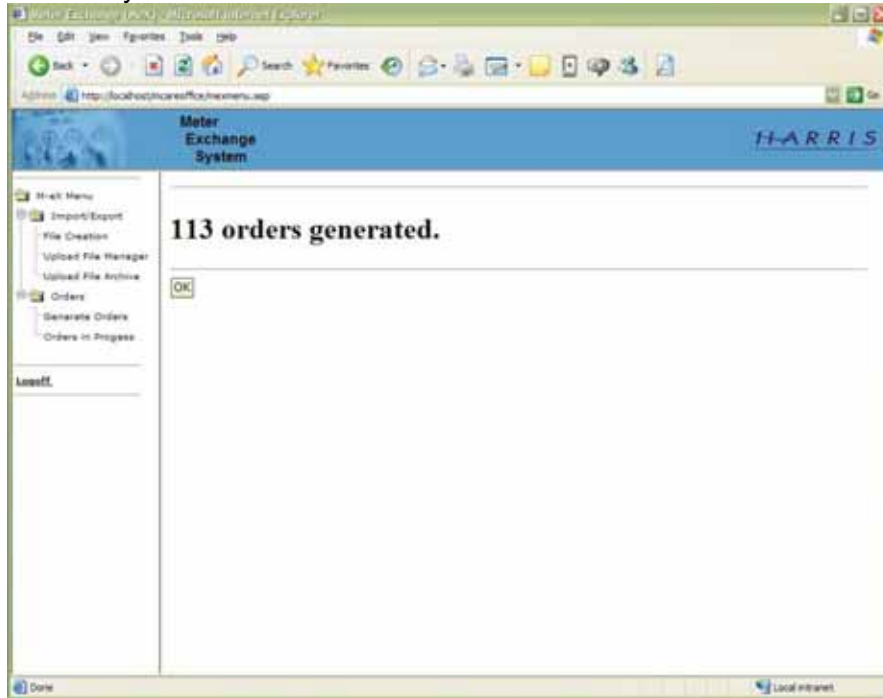 Meter Exchange (MeX) - Microsoft Internet Explorer
File Edit View Favorites Tools Help
Back Search Favorites
Address http://localhost/mcareoffice/mexmenu.asp Go
Meter
Exchange
System
HARRIS
M-eX Menu
Import/Export
File Creation
Upload File Manager
Upload File Archive
Orders
Generate Orders
Orders in Progess
Logoff.
113 orders generated.
OK
Done
Local intranet